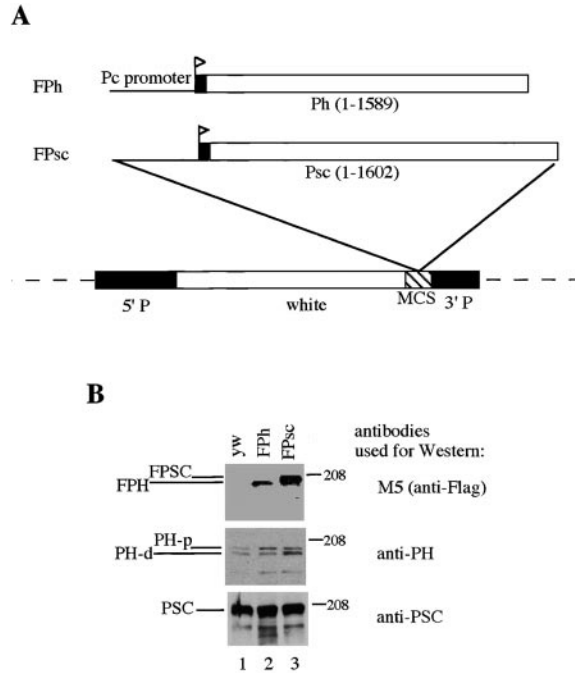 A
Pc promoter
FPh
Ph (1-1589)
FPsc
Psc (1-1602)
MCS
5' P
white
3' P
B
yw
FPh
FPsc
antibodies
used for Western:
FPSC
FPH
208
M5 (anti-Flag)
PH-p
PH-d
208
anti-PH
PSC
208
anti-PSC
1 2 3